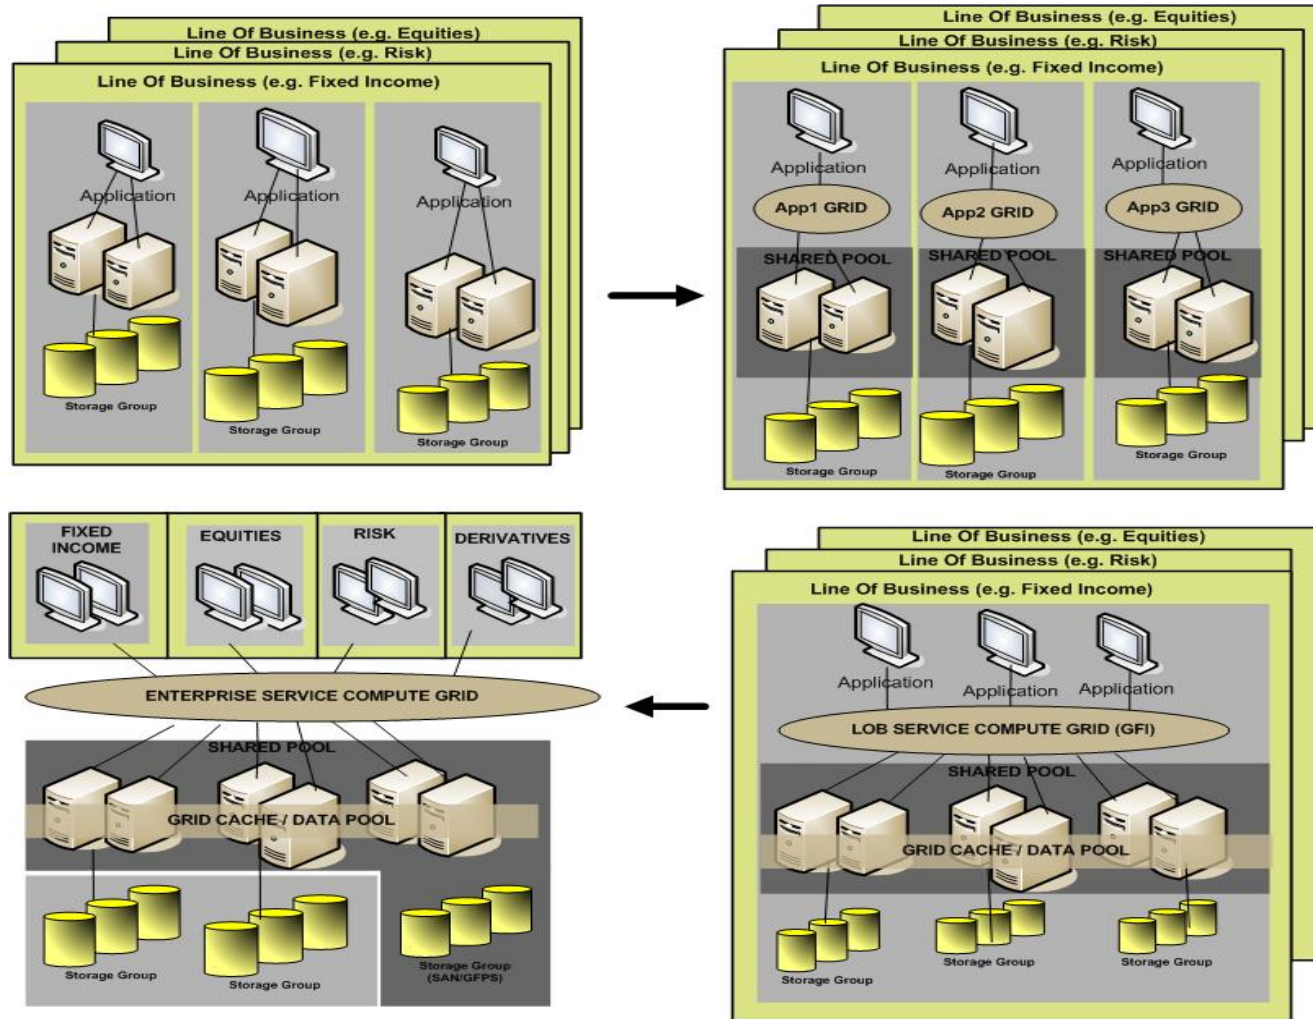 Line Of Business (e.g. Equities)
Line Of Business (e.g. Risk)
Line Of Business (e.g. Fixed Income)
Application
Application
Application
Storage Group
Storage Group
Storage Group
Line Of Business (e.g. Equities)
Line Of Business (e.g. Risk)
Line Of Business (e.g. Fixed Income)
Application
Application
Application
App1 GRID
App2 GRID
App3 GRID
SHARED POOL
SHARED POOL
SHARED POOL
Storage Group
Storage Group
Storage Group
FIXED
INCOME
EQUITIES
RISK
DERIVATIVES
ENTERPRISE SERVICE COMPUTE GRID
SHARED POOL
GRID CACHE / DATA POOL
Storage Group
Storage Group
Storage Group
(SAN/GFPS)
Line Of Business (e.g. Equities)
Line Of Business (e.g. Risk)
Line Of Business (e.g. Fixed Income)
Application
Application
Application
LOB SERVICE COMPUTE GRID (GFI)
SHARED POOL
GRID CACHE / DATA POOL
Storage Group
Storage Group
Storage Group